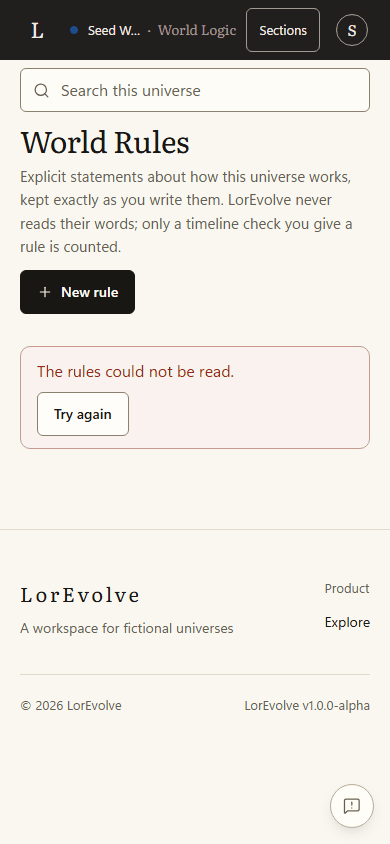 L
Seed W... · World Logic
Sections
S
Search this universe
World Rules
Explicit statements about how this universe works,
kept exactly as you write them. LorEvolve never
reads their words; only a timeline check you give a
rule is counted.
+ New rule
The rules could not be read.
Try again
LorEvolve
A workspace for fictional universes
Product
Explore
© 2026 LorEvolve
LorEvolve v1.0.0-alpha